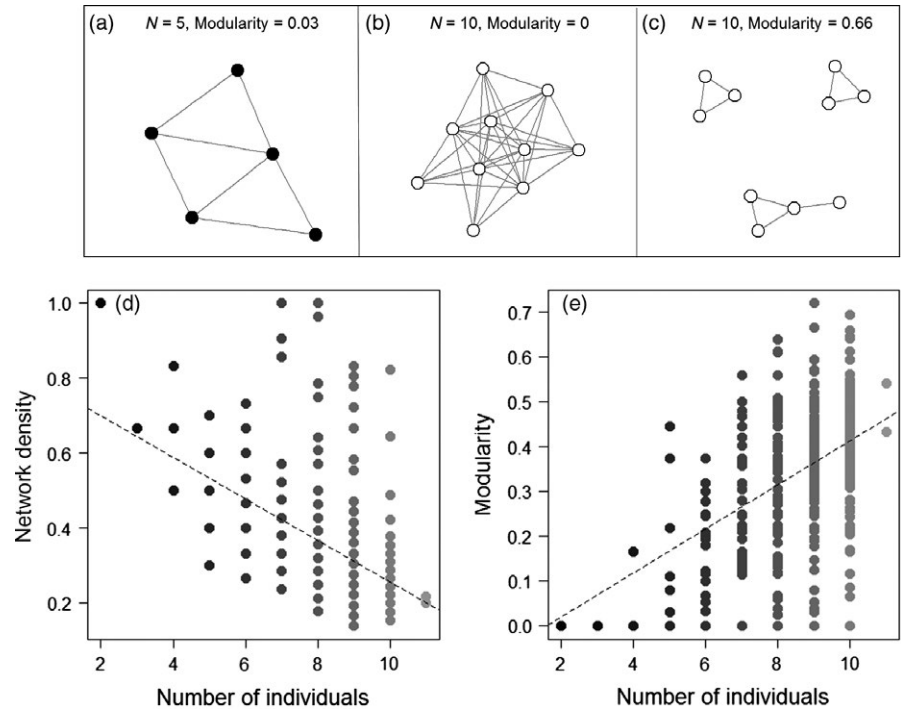 (a) N = 5, Modularity = 0.03
(b) N = 10, Modularity = 0
(c) N = 10, Modularity = 0.66
(d)
Network density
1.0
0.8
0.6
0.4
0.2
2 4 6 8 10
Number of individuals
(e)
Modularity
0.7
0.6
0.5
0.4
0.3
0.2
0.1
0.0
2 4 6 8 10
Number of individuals